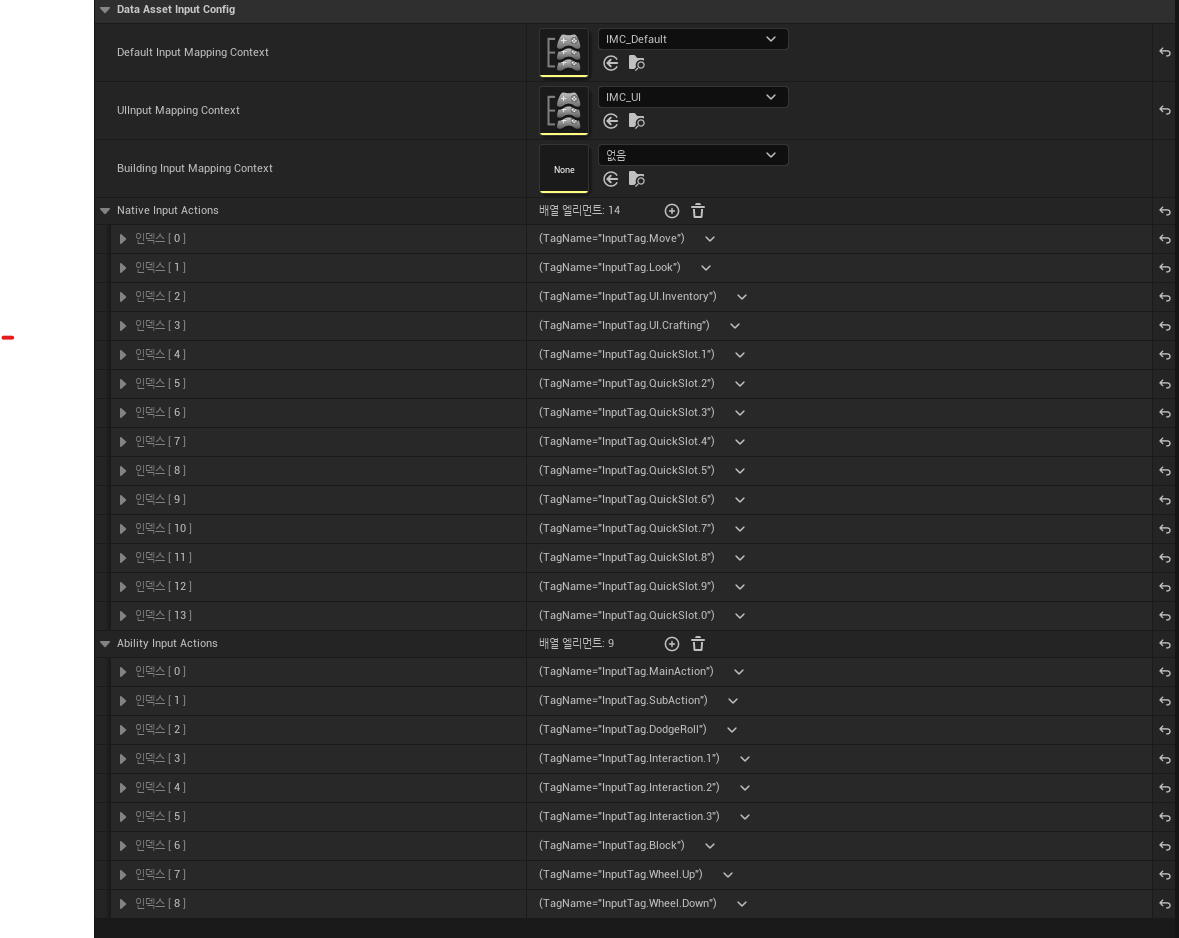 Data Asset Input Config
Default Input Mapping Context
IMC_Default
UIInput Mapping Context
IMC_UI
Building Input Mapping Context
None
없음
Native Input Actions 배열 엘리먼트: 14
인덱스 [ 0 ] (TagName="InputTag.Move")
인덱스 [ 1 ] (TagName="InputTag.Look")
인덱스 [ 2 ] (TagName="InputTag.UI.Inventory")
인덱스 [ 3 ] (TagName="InputTag.UI.Crafting")
인덱스 [ 4 ] (TagName="InputTag.QuickSlot.1")
인덱스 [ 5 ] (TagName="InputTag.QuickSlot.2")
인덱스 [ 6 ] (TagName="InputTag.QuickSlot.3")
인덱스 [ 7 ] (TagName="InputTag.QuickSlot.4")
인덱스 [ 8 ] (TagName="InputTag.QuickSlot.5")
인덱스 [ 9 ] (TagName="InputTag.QuickSlot.6")
인덱스 [ 10 ] (TagName="InputTag.QuickSlot.7")
인덱스 [ 11 ] (TagName="InputTag.QuickSlot.8")
인덱스 [ 12 ] (TagName="InputTag.QuickSlot.9")
인덱스 [ 13 ] (TagName="InputTag.QuickSlot.0")
Ability Input Actions 배열 엘리먼트: 9
인덱스 [ 0 ] (TagName="InputTag.MainAction")
인덱스 [ 1 ] (TagName="InputTag.SubAction")
인덱스 [ 2 ] (TagName="InputTag.DodgeRoll")
인덱스 [ 3 ] (TagName="InputTag.Interaction.1")
인덱스 [ 4 ] (TagName="InputTag.Interaction.2")
인덱스 [ 5 ] (TagName="InputTag.Interaction.3")
인덱스 [ 6 ] (TagName="InputTag.Block")
인덱스 [ 7 ] (TagName="InputTag.Wheel.Up")
인덱스 [ 8 ] (TagName="InputTag.Wheel.Down")